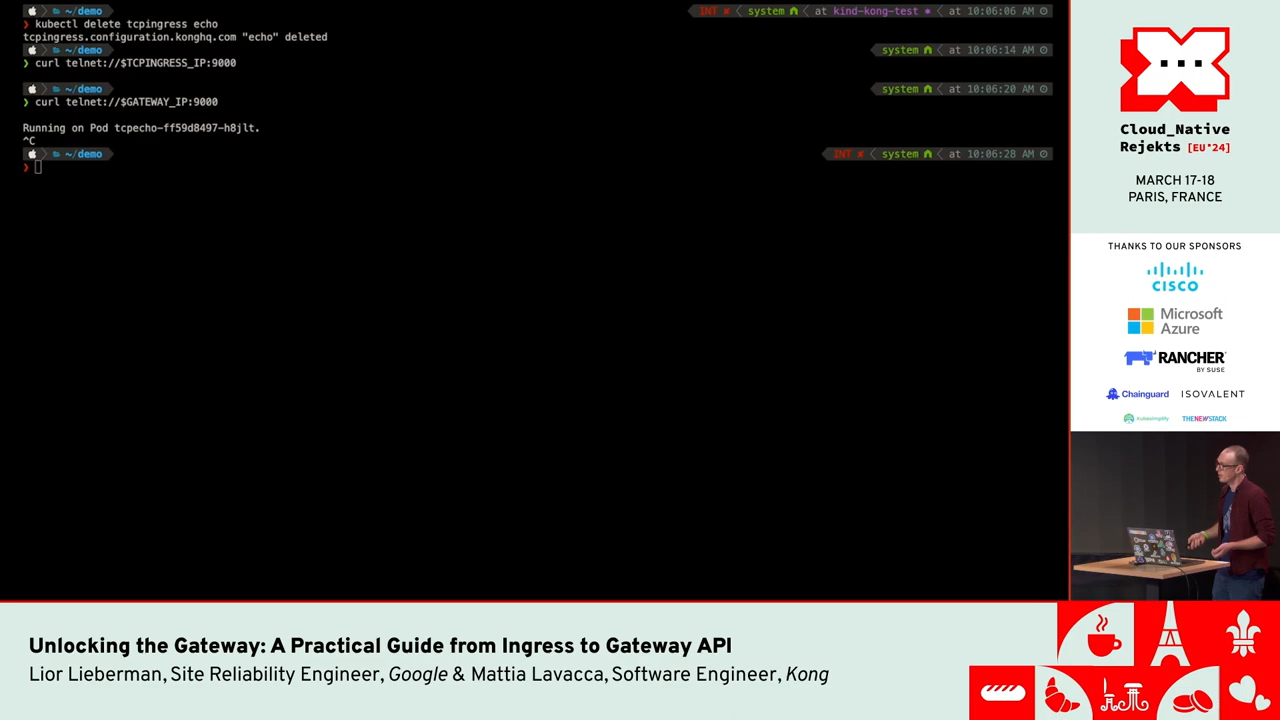 ~/demo
INT ✘ system at kind-kong-test * at 10:06:06 AM
❯ kubectl delete tcpingress echo
tcpingress.configuration.konghq.com "echo" deleted
~/demo
system at 10:06:14 AM
❯ curl telnet://$TCPINGRESS_IP:9000
~/demo
system at 10:06:20 AM
❯ curl telnet://$GATEWAY_IP:9000
Running on Pod tcpecho-ff59d8497-h8jlt.
^C
~/demo
INT ✘ system at 10:06:28 AM
❯
Cloud_Native
Rejekts [EU'24]
MARCH 17-18
PARIS, FRANCE
THANKS TO OUR SPONSORS
CISCO
Microsoft
Azure
RANCHER
BY SUSE
Chainguard
ISOVALENT
Kubesimplify
THENEWSTACK
Unlocking the Gateway: A Practical Guide from Ingress to Gateway API
Lior Lieberman, Site Reliability Engineer, Google & Mattia Lavacca, Software Engineer, Kong